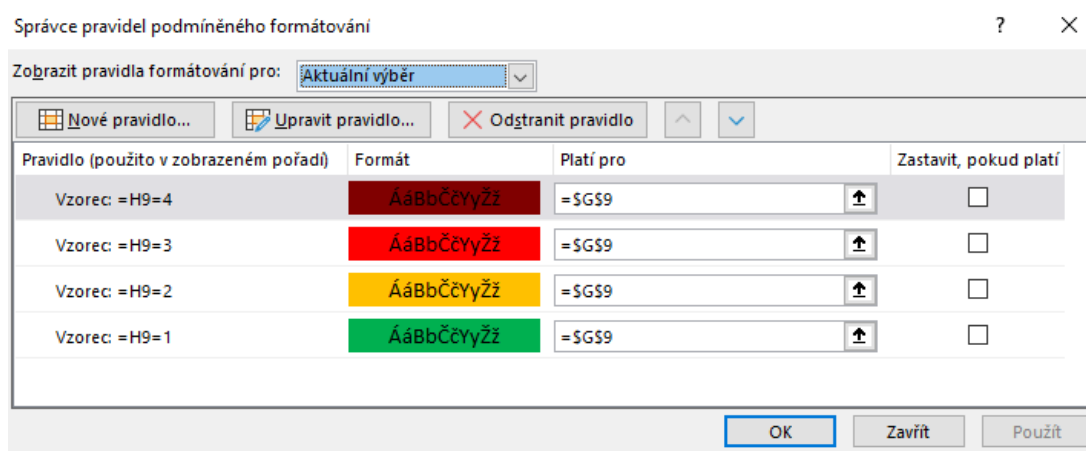 Správce pravidel podmíněného formátování ?
Zobrazit pravidla formátování pro: Aktuální výběr
Nové pravidlo... Upravit pravidlo... Odstranit pravidlo
Pravidlo (použito v zobrazeném pořadí) Formát Platí pro Zastavit, pokud platí
Vzorec: =H9=4 ÁáBbČčYyŽž =$G$9
Vzorec: =H9=3 ÁáBbČčYyŽž =$G$9
Vzorec: =H9=2 ÁáBbČčYyŽž =$G$9
Vzorec: =H9=1 ÁáBbČčYyŽž =$G$9
OK Zavřít Použít